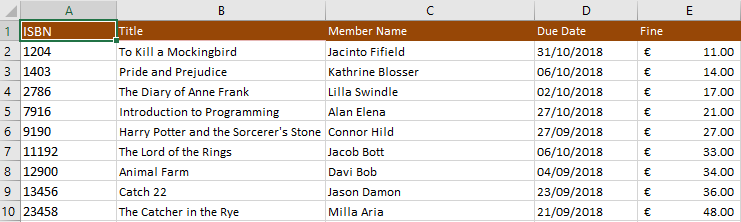 A B C D E
1 ISBN Title Member Name Due Date Fine
2 1204 To Kill a Mockingbird Jacinto Fifield 31/10/2018 € 11.00
3 1403 Pride and Prejudice Kathrine Blosser 06/10/2018 € 14.00
4 2786 The Diary of Anne Frank Lilla Swindle 02/10/2018 € 17.00
5 7916 Introduction to Programming Alan Elena 27/10/2018 € 21.00
6 9190 Harry Potter and the Sorcerer's Stone Connor Hild 27/09/2018 € 27.00
7 11192 The Lord of the Rings Jacob Bott 06/10/2018 € 33.00
8 12900 Animal Farm Davi Bob 04/09/2018 € 34.00
9 13456 Catch 22 Jason Damon 23/09/2018 € 36.00
10 23458 The Catcher in the Rye Milla Aria 21/09/2018 € 48.00